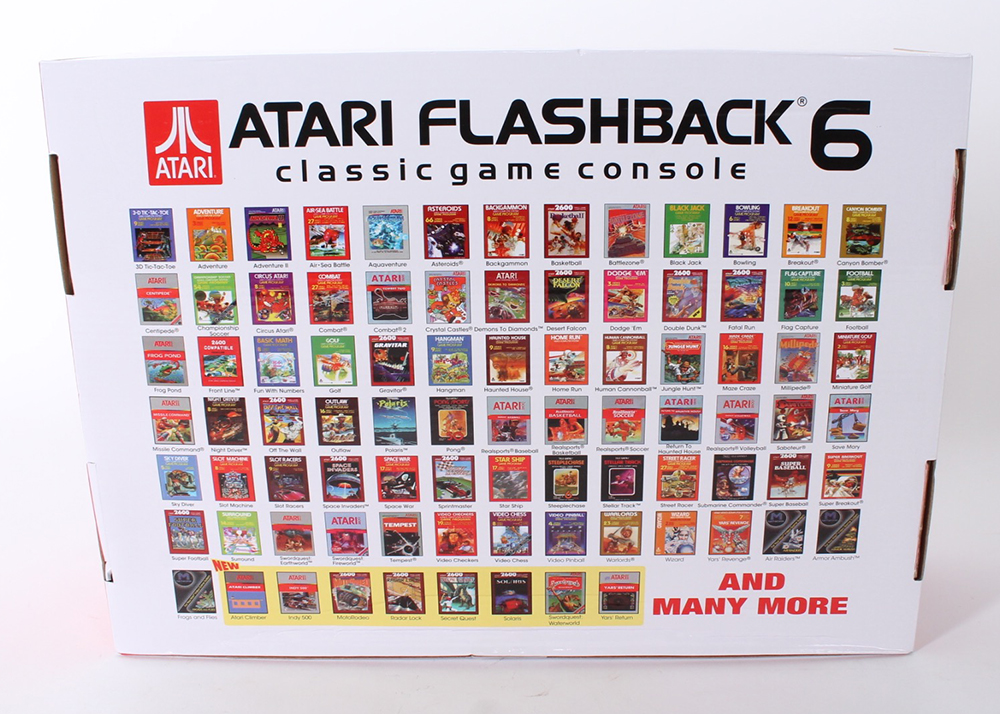 ATARI
ATARI FLASHBACK® 6
classic game console
3D Tic-Tac-Toe Adventure Adventure II Air•Sea Battle Aquaventure Asteroids® Backgammon Basketball Battlezone® Black Jack Bowling Breakout® Canyon Bomber®
Centipede® Championship Soccer Circus Atari® Combat® Combat® 2 Crystal Castles® Demons To Diamonds™ Desert Falcon Dodge 'Em Double Dunk™ Fatal Run Flag Capture Football
Frog Pond Front Line™ Fun With Numbers Golf Gravitar® Hangman Haunted House® Home Run Human Cannonball™ Jungle Hunt™ Maze Craze Millipede® Miniature Golf
Missile Command® Night Driver™ Off The Wall Outlaw Polaris™ Pong® Realsports® Baseball Realsports® Basketball Realsports® Soccer Return To Haunted House™ Realsports® Volleyball Saboteur® Save Mary
Sky Diver Slot Machine Slot Racers Space Invaders™ Space War Sprintmaster Star Ship Steeplechase Stellar Track™ Street Racer Submarine Commander® Super Baseball Super Breakout®
Super Football Surround Swordquest Earthworld™ Swordquest Fireworld™ Tempest® Video Checkers Video Chess Video Pinball Warlords® Wizard Yars' Revenge® Air Raiders™ Armor Ambush™
NEW
Frogs and Flies Atari Climber Indy 500 MotoRodeo Radar Lock Secret Quest Solaris Swordquest Waterworld Yars' Return
AND
MANY MORE